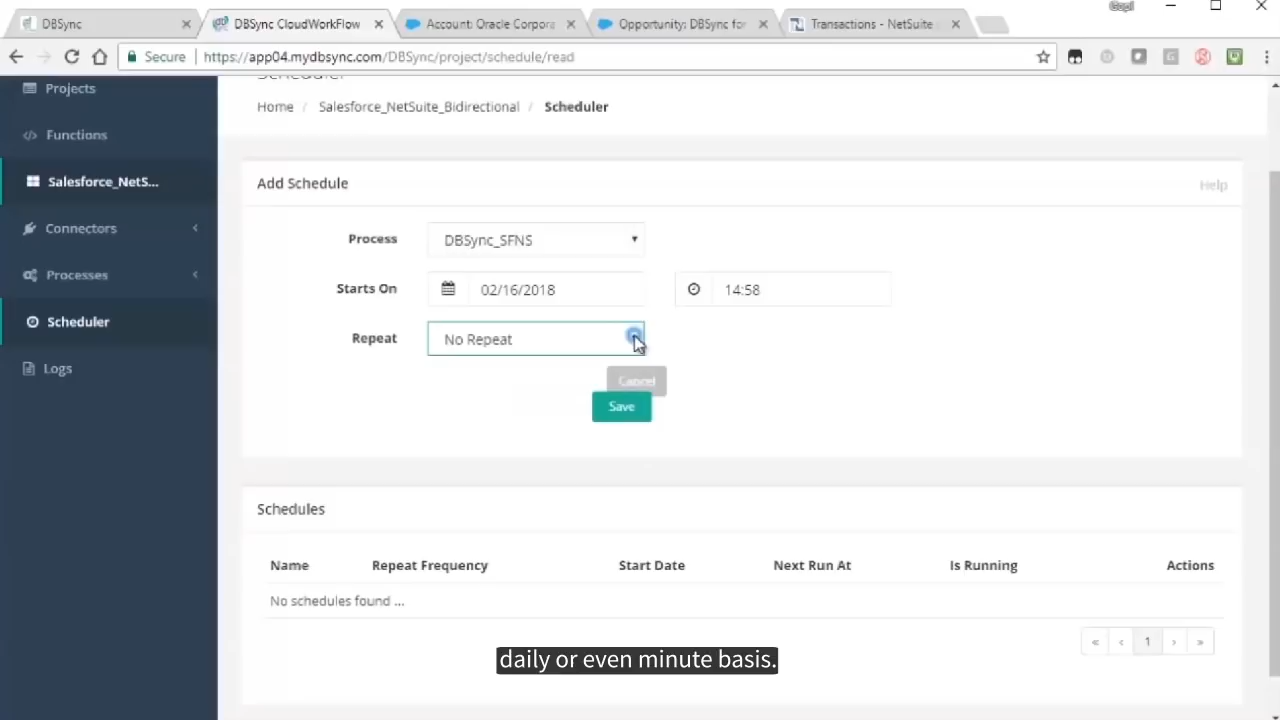 Gopi
DBSync
DBSync CloudWorkFlow
Account: Oracle Corpora
Opportunity: DBSync for
Transactions - NetSuite
Secure
https://app04.mydbsync.com/DBSync/project/schedule/read
Scheduler
Projects
Home / Salesforce_NetSuite_Bidirectional / Scheduler
Functions
Salesforce_NetS...
Connectors
Processes
Scheduler
Logs
Add Schedule
Help
Process
DBSync_SFNS
Starts On
02/16/2018
14:58
Repeat
No Repeat
Cancel
Save
Schedules
Name Repeat Frequency Start Date Next Run At Is Running Actions
No schedules found ...
« ‹ 1 › »
daily or even minute basis.